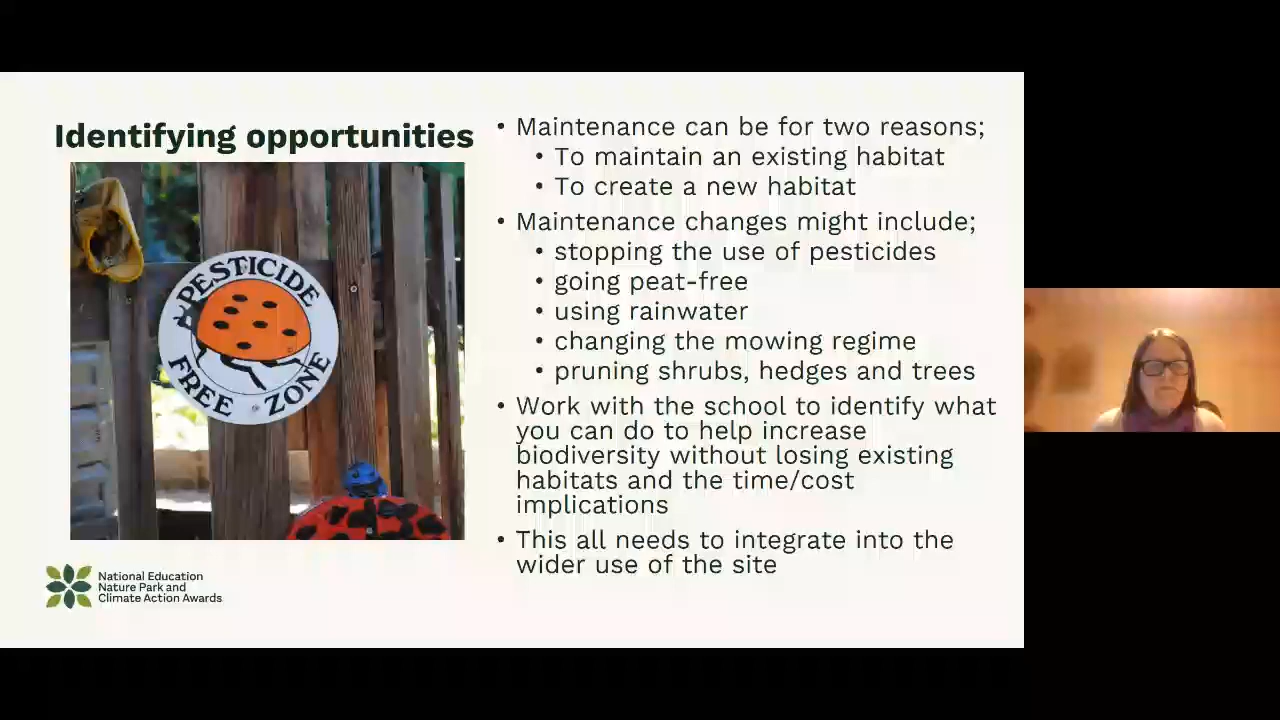 Identifying opportunities
PESTICIDE
FREE ZONE
National Education
Nature Park and
Climate Action Awards
• Maintenance can be for two reasons;
• To maintain an existing habitat
• To create a new habitat
• Maintenance changes might include;
• stopping the use of pesticides
• going peat-free
• using rainwater
• changing the mowing regime
• pruning shrubs, hedges and trees
• Work with the school to identify what
you can do to help increase
biodiversity without losing existing
habitats and the time/cost
implications
• This all needs to integrate into the
wider use of the site